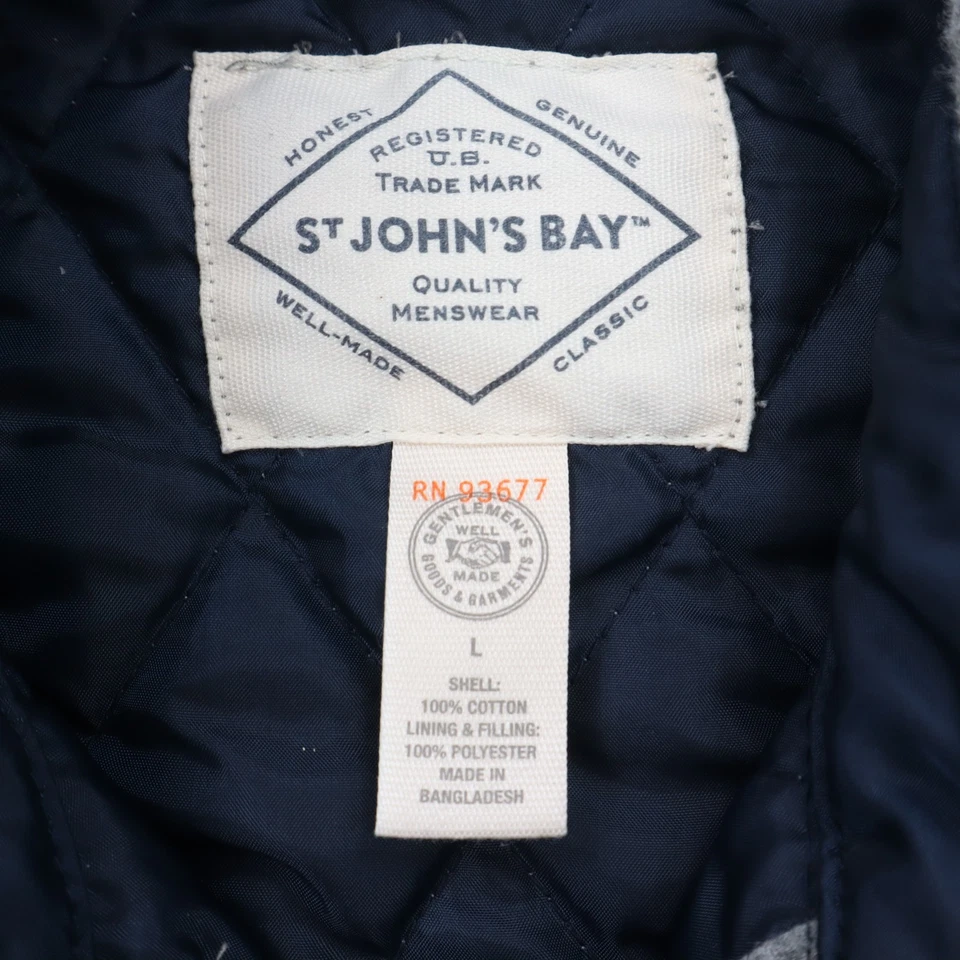 HONEST
GENUINE
REGISTERED
U.S.
TRADE MARK
ST JOHN'S BAY™
QUALITY
MENSWEAR
WELL-MADE
CLASSIC
RN 93677
GENTLEMEN'S
WELL
MADE
GOODS & GARMENTS
L
SHELL:
100% COTTON
LINING & FILLING:
100% POLYESTER
MADE IN
BANGLADESH